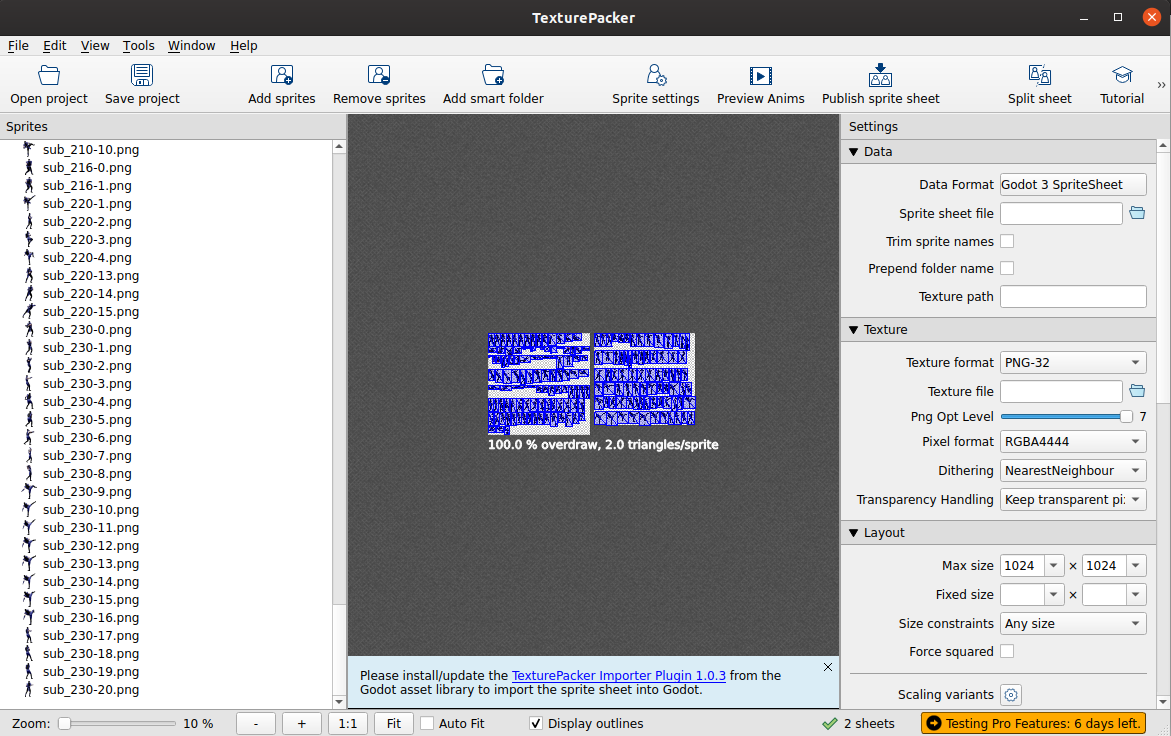 TexturePacker
File Edit View Tools Window Help
Open project Save project Add sprites Remove sprites Add smart folder Sprite settings Preview Anims Publish sprite sheet Split sheet Tutorial
Sprites
sub_210-10.png
sub_216-0.png
sub_216-1.png
sub_220-1.png
sub_220-2.png
sub_220-3.png
sub_220-4.png
sub_220-13.png
sub_220-14.png
sub_220-15.png
sub_230-0.png
sub_230-1.png
sub_230-2.png
sub_230-3.png
sub_230-4.png
sub_230-5.png
sub_230-6.png
sub_230-7.png
sub_230-8.png
sub_230-9.png
sub_230-10.png
sub_230-11.png
sub_230-12.png
sub_230-13.png
sub_230-14.png
sub_230-15.png
sub_230-16.png
sub_230-17.png
sub_230-18.png
sub_230-19.png
sub_230-20.png
100.0 % overdraw, 2.0 triangles/sprite
Please install/update the TexturePacker Importer Plugin 1.0.3 from the
Godot asset library to import the sprite sheet into Godot.
Settings
Data
Data Format Godot 3 SpriteSheet
Sprite sheet file
Trim sprite names
Prepend folder name
Texture path
Texture
Texture format PNG-32
Texture file
Png Opt Level 7
Pixel format RGBA4444
Dithering NearestNeighbour
Transparency Handling Keep transparent pi:
Layout
Max size 1024 × 1024
Fixed size ×
Size constraints Any size
Force squared
Scaling variants
Zoom: 10 % - + 1:1 Fit Auto Fit Display outlines 2 sheets Testing Pro Features: 6 days left.